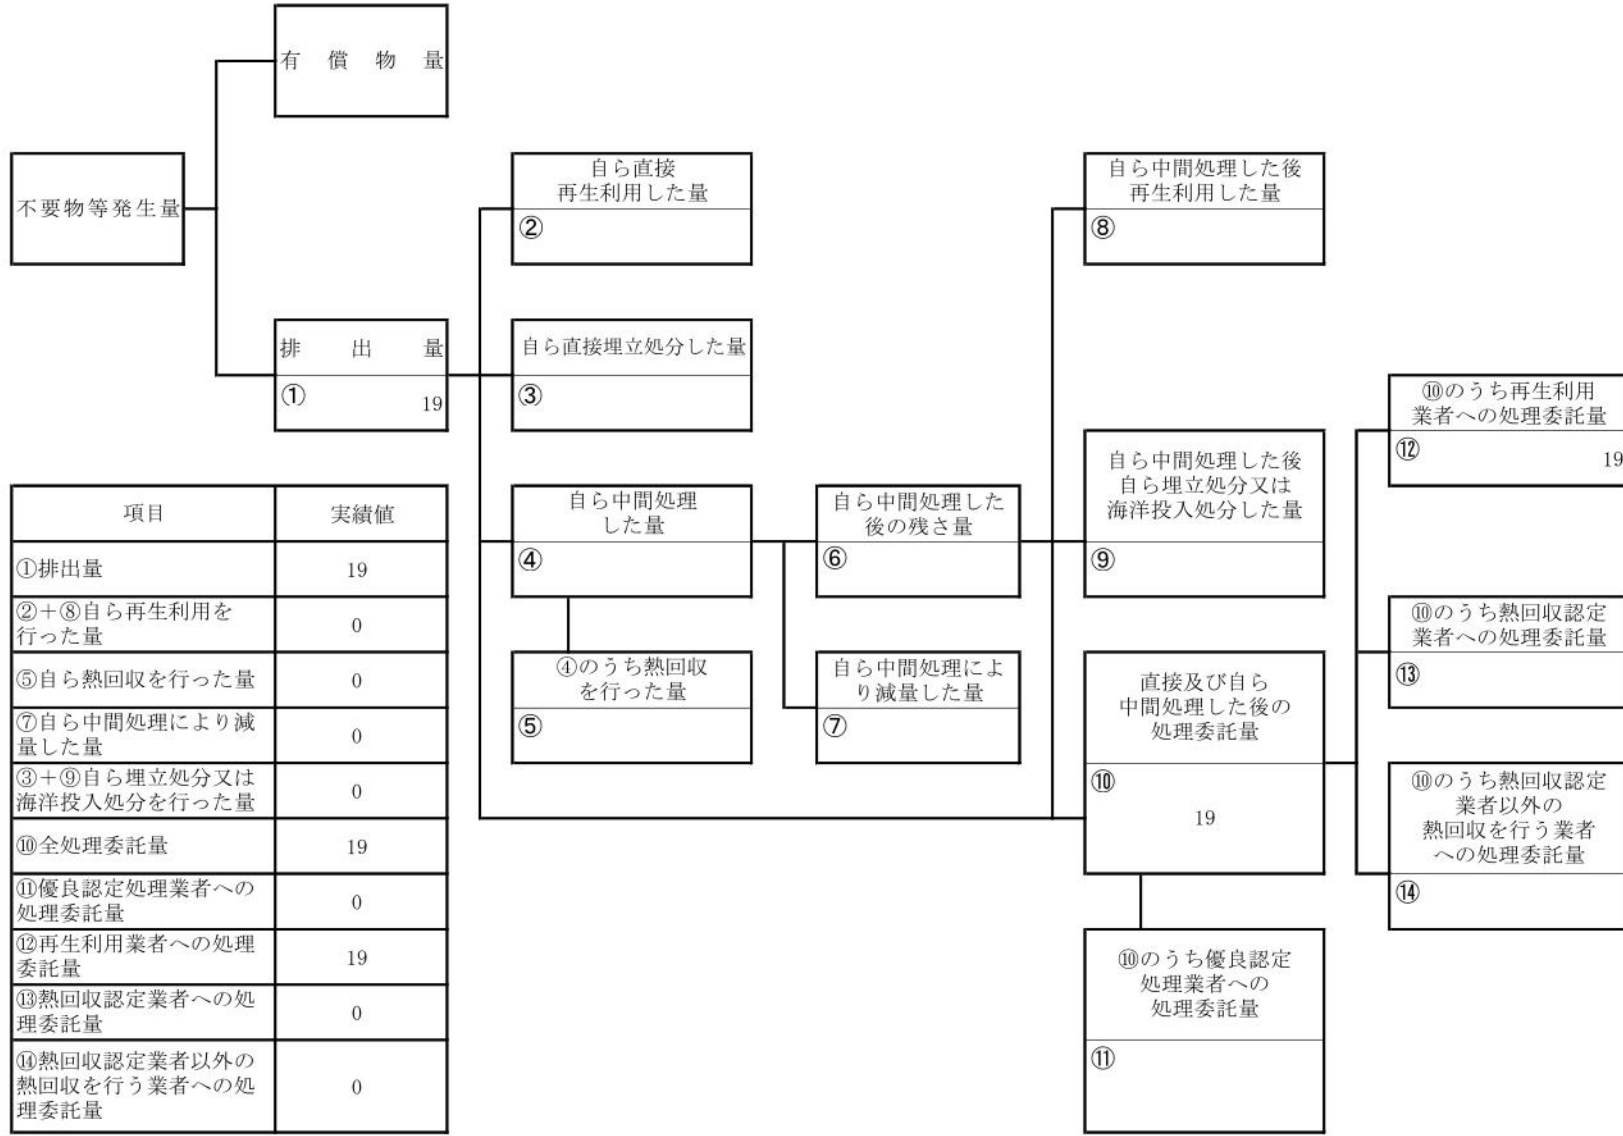 有償物量
不要物等発生量
自ら直接
再生利用した量
②
自ら中間処理した後
再生利用した量
⑧
排出量
①
19
自ら直接埋立処分した量
③
⑩のうち再生利用
業者への処理委託量
⑫
19
自ら中間処理
した量
④
自ら中間処理した
後の残さ量
⑥
自ら中間処理した後
自ら埋立処分又は
海洋投入処分した量
⑨
④のうち熱回収
を行った量
⑤
自ら中間処理によ
り減量した量
⑦
直接及び自ら
中間処理した後の
処理委託量
⑩
19
⑩のうち熱回収認定
業者への処理委託量
⑬
⑩のうち熱回収認定
業者以外の
熱回収を行う業者
への処理委託量
⑭
⑩のうち優良認定
処理業者への
処理委託量
⑪
項目 実績値
①排出量 19
②+⑧自ら再生利用を
行った量 0
⑤自ら熱回収を行った量 0
⑦自ら中間処理により減
量した量 0
③+⑨自ら埋立処分又は
海洋投入処分を行った量 0
⑩全処理委託量 19
⑪優良認定処理業者への
処理委託量 0
⑫再生利用業者への処理
委託量 19
⑬熱回収認定業者への処
理委託量 0
⑭熱回収認定業者以外の
熱回収を行う業者への処 0
理委託量